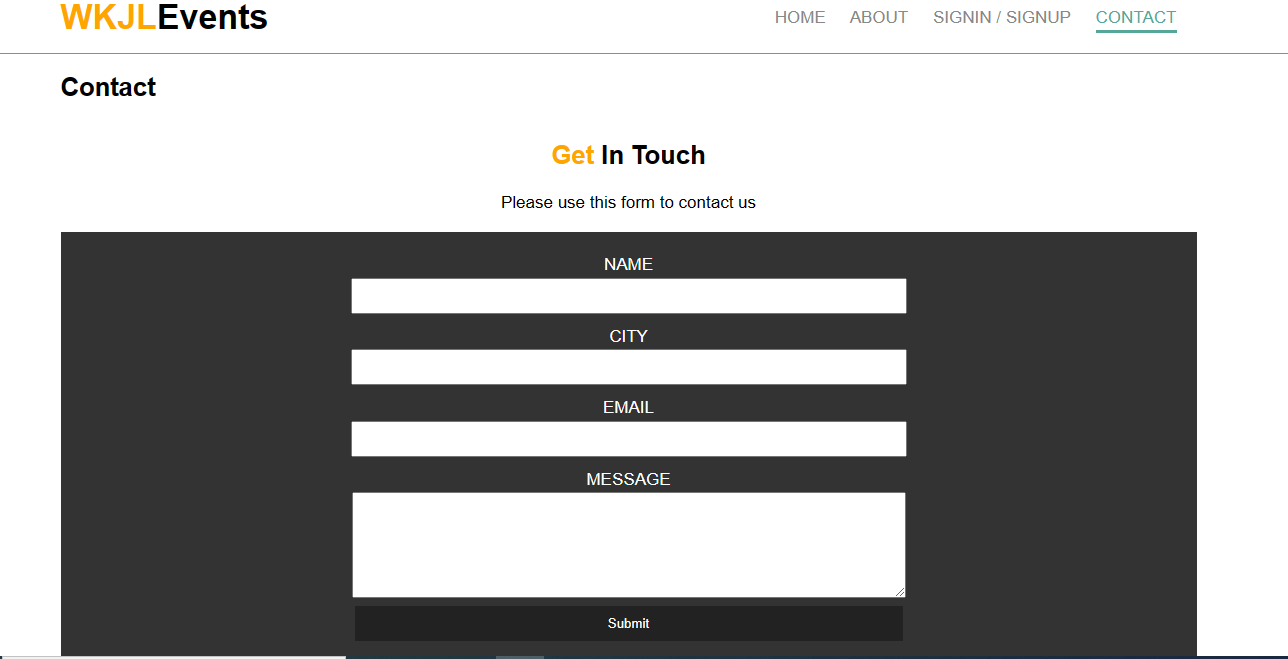 WKJLEvents
HOME ABOUT SIGNIN / SIGNUP CONTACT
Contact
Get In Touch
Please use this form to contact us
NAME
CITY
EMAIL
MESSAGE
Submit